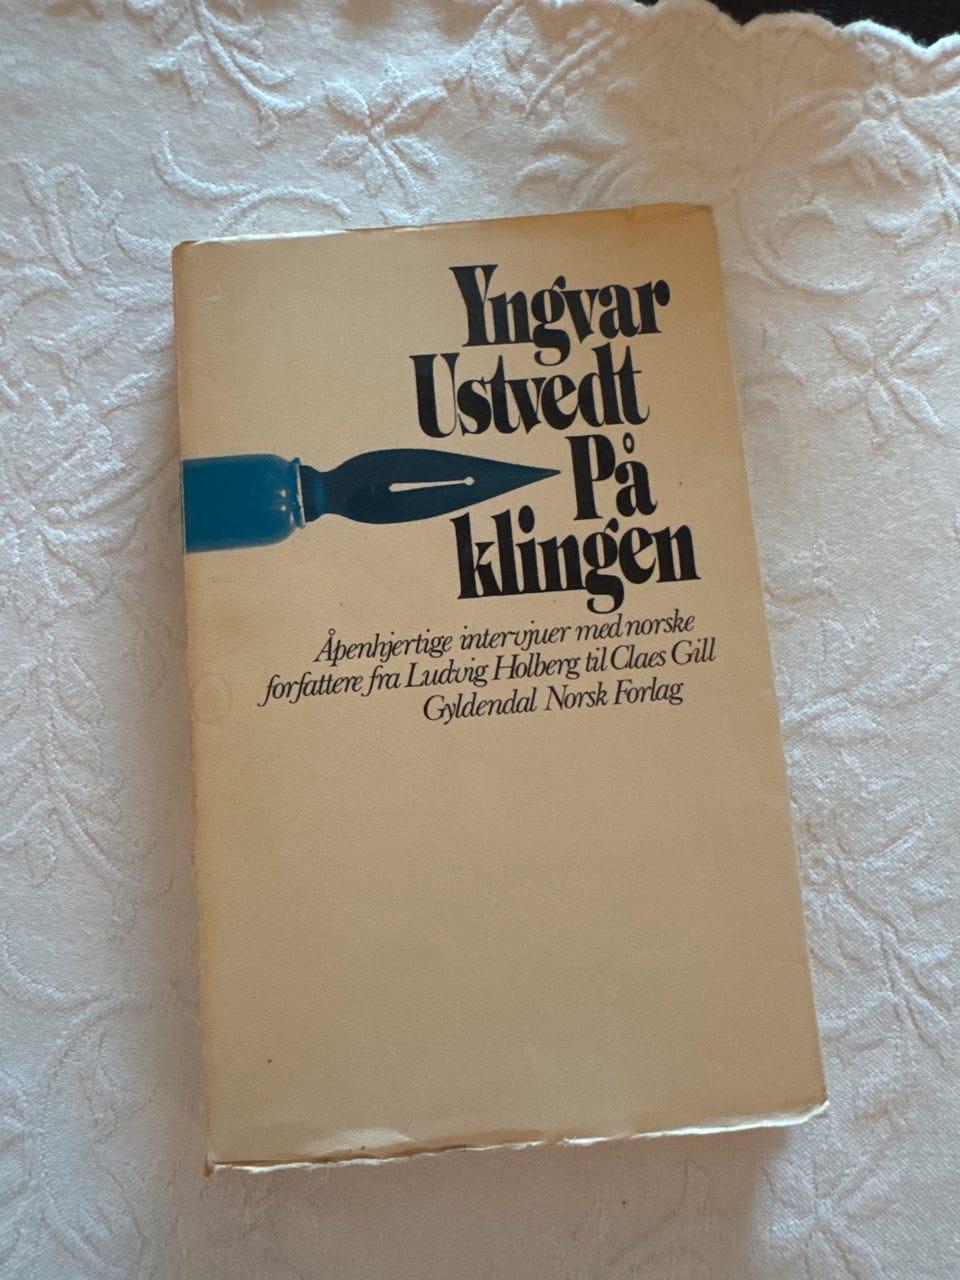 Yngvar
Ustvedt
På
klingen
Åpenhjertige intervjuer med norske
forfattere fra Ludvig Holberg til Claes Gill
Gyldendal Norsk Forlag